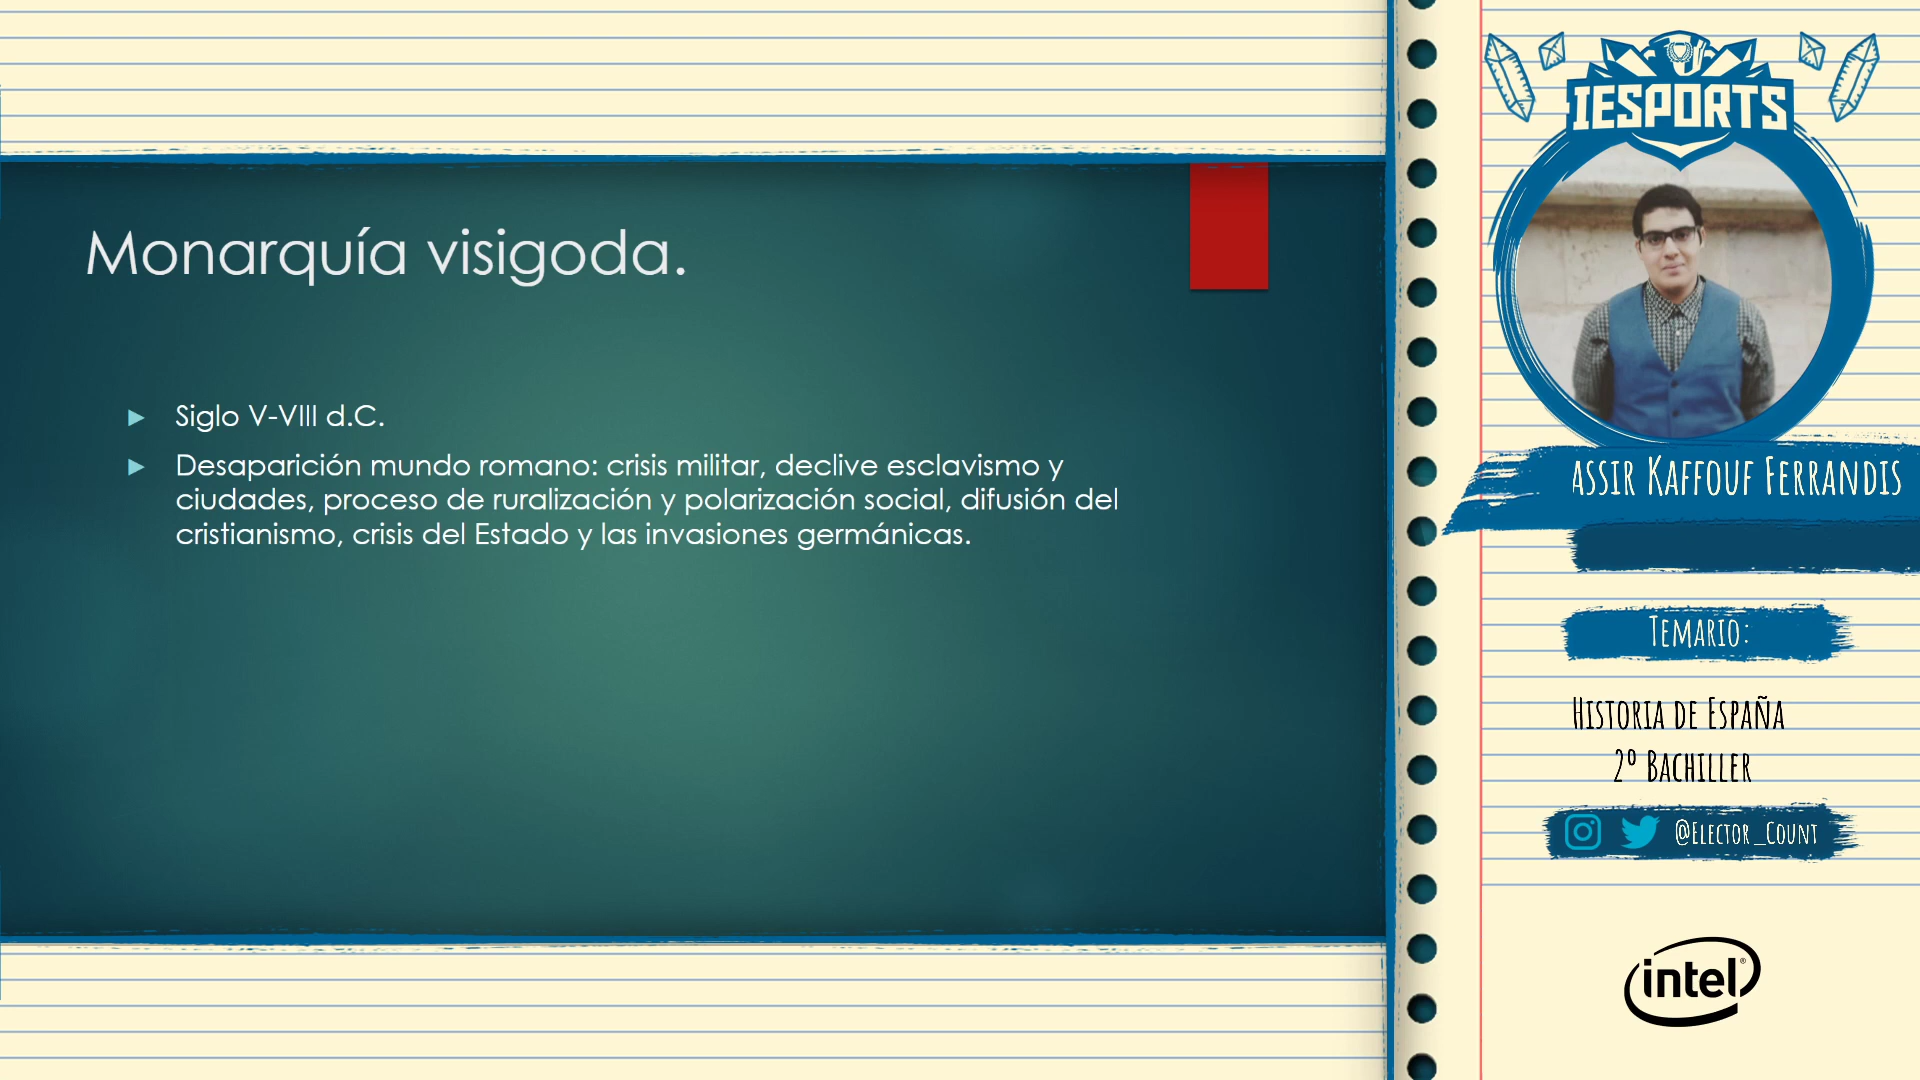 Monarquía visigoda.
Siglo V-VIII d.C.
Desaparición mundo romano: crisis militar, declive esclavismo y
ciudades, proceso de ruralización y polarización social, difusión del
cristianismo, crisis del Estado y las invasiones germánicas.
IESPORTS
ASSIR KAFFOUF FERRANDIS
TEMARIO:
HISTORIA DE ESPAÑA
2º BACHILLER
@ELECTOR_COUNT
intel®